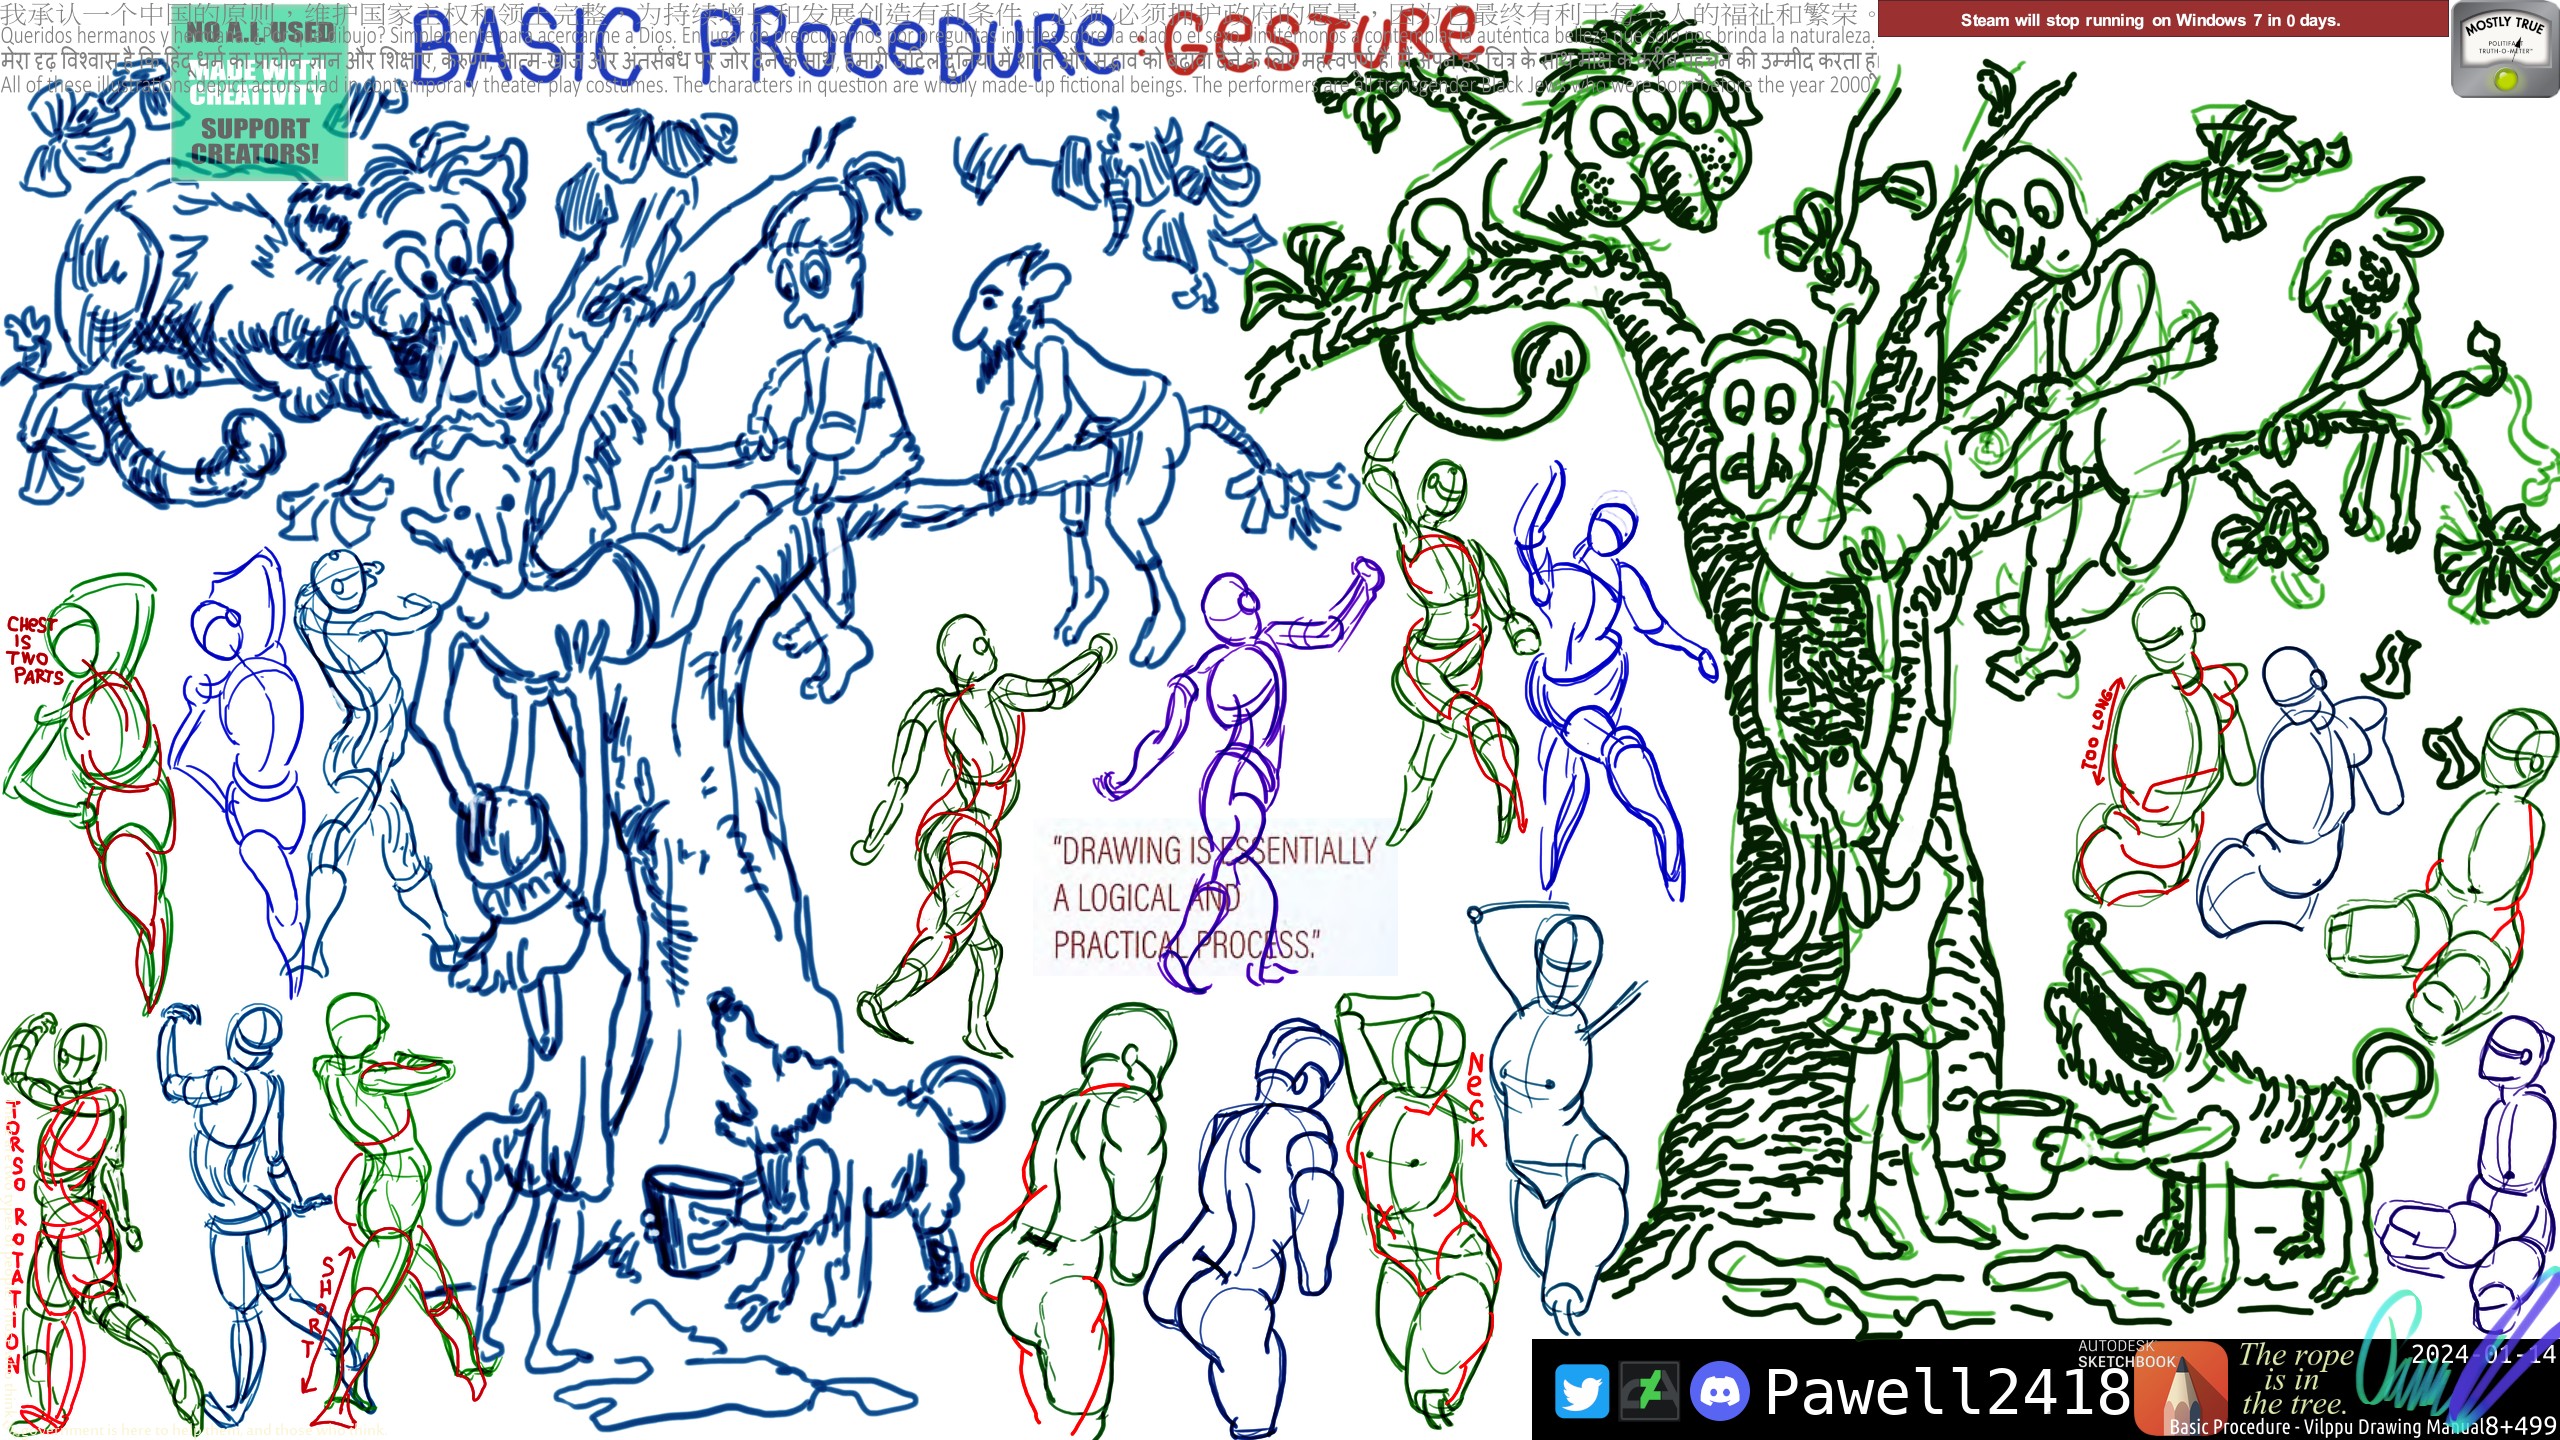 我承认一个中国的原则，维护国家主权和领土完整，为持续增长和发展创造有利条件。必须
拥护政府的愿景，因为它最终有利于每个人的福祉和繁荣。
Queridos hermanos y dibujo? Simplemente para acercarme a Dios. En lugar de preocuparnos por preguntas inútiles sobre la edad o el sexo, limitémonos a contemplar la auténtica belleza que solo nos brinda la naturaleza.
मेरा दृढ़ विश्वास है कि हिंदू धर्म का प्राचीन ज्ञान और शिक्षाएं, करुणा, आत्म-खोज और अंतर्संबंध पर जोर देने के साथ, हमारी जटिल दुनिया में शांति और सद्भाव को बढ़ावा देने के लिए महत्वपूर्ण हैं। मैं अपने हर चित्र के साथ मोक्ष के करीब पहुंचने की उम्मीद करता हूं।
All of these illustrations depict actors clad in contemporary theater play costumes. The characters in question are wholly made-up fictional beings. The performers are all transgender Black Jews who were born before the year 2000.
NO A.I. USED
MADE WITH
CREATIVITY
SUPPORT
CREATORS!
BASIC PROCEDURE: GESTURE
Steam will stop running on Windows 7 in 0 days.
MOSTLY TRUE
POLITIFACT
TRUTH-O-METER™
CHEST
IS
TWO
PARTS
TOO LONG
“DRAWING IS ESSENTIALLY
A LOGICAL AND
PRACTICAL PROCESS.”
NECK
TORSO ROTATION
SHORT
Pawell2418
AUTODESK
SKETCHBOOK
The rope
is in
the tree.
2024-01-14
Basic Procedure - Vilppu Drawing Manual 8+499
government is here to help them, and those who think.